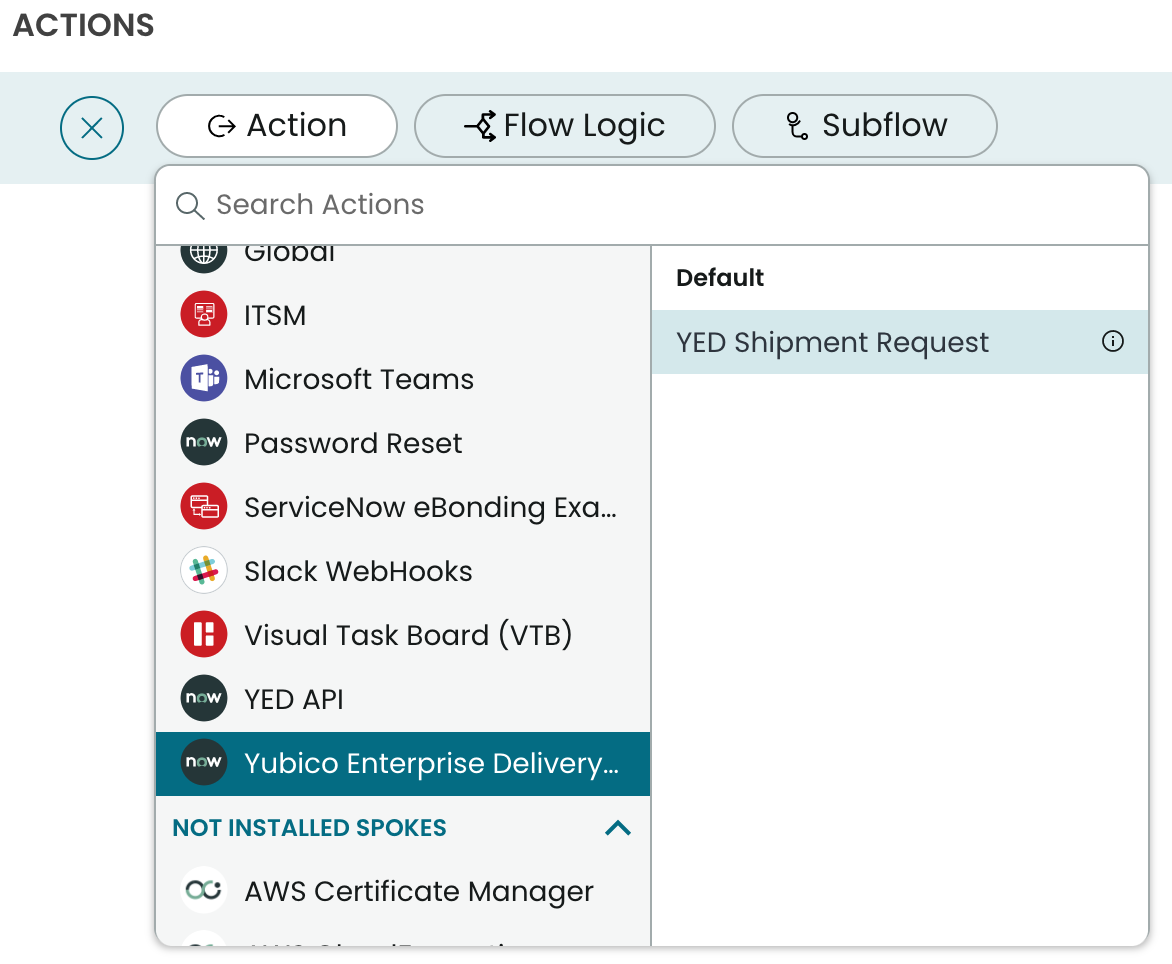 ACTIONS
Action
Flow Logic
Subflow
Search Actions
Global
ITSM
Microsoft Teams
now Password Reset
ServiceNow eBonding Exa...
Slack WebHooks
Visual Task Board (VTB)
now YED API
now Yubico Enterprise Delivery...
NOT INSTALLED SPOKES
AWS Certificate Manager
Default
YED Shipment Request